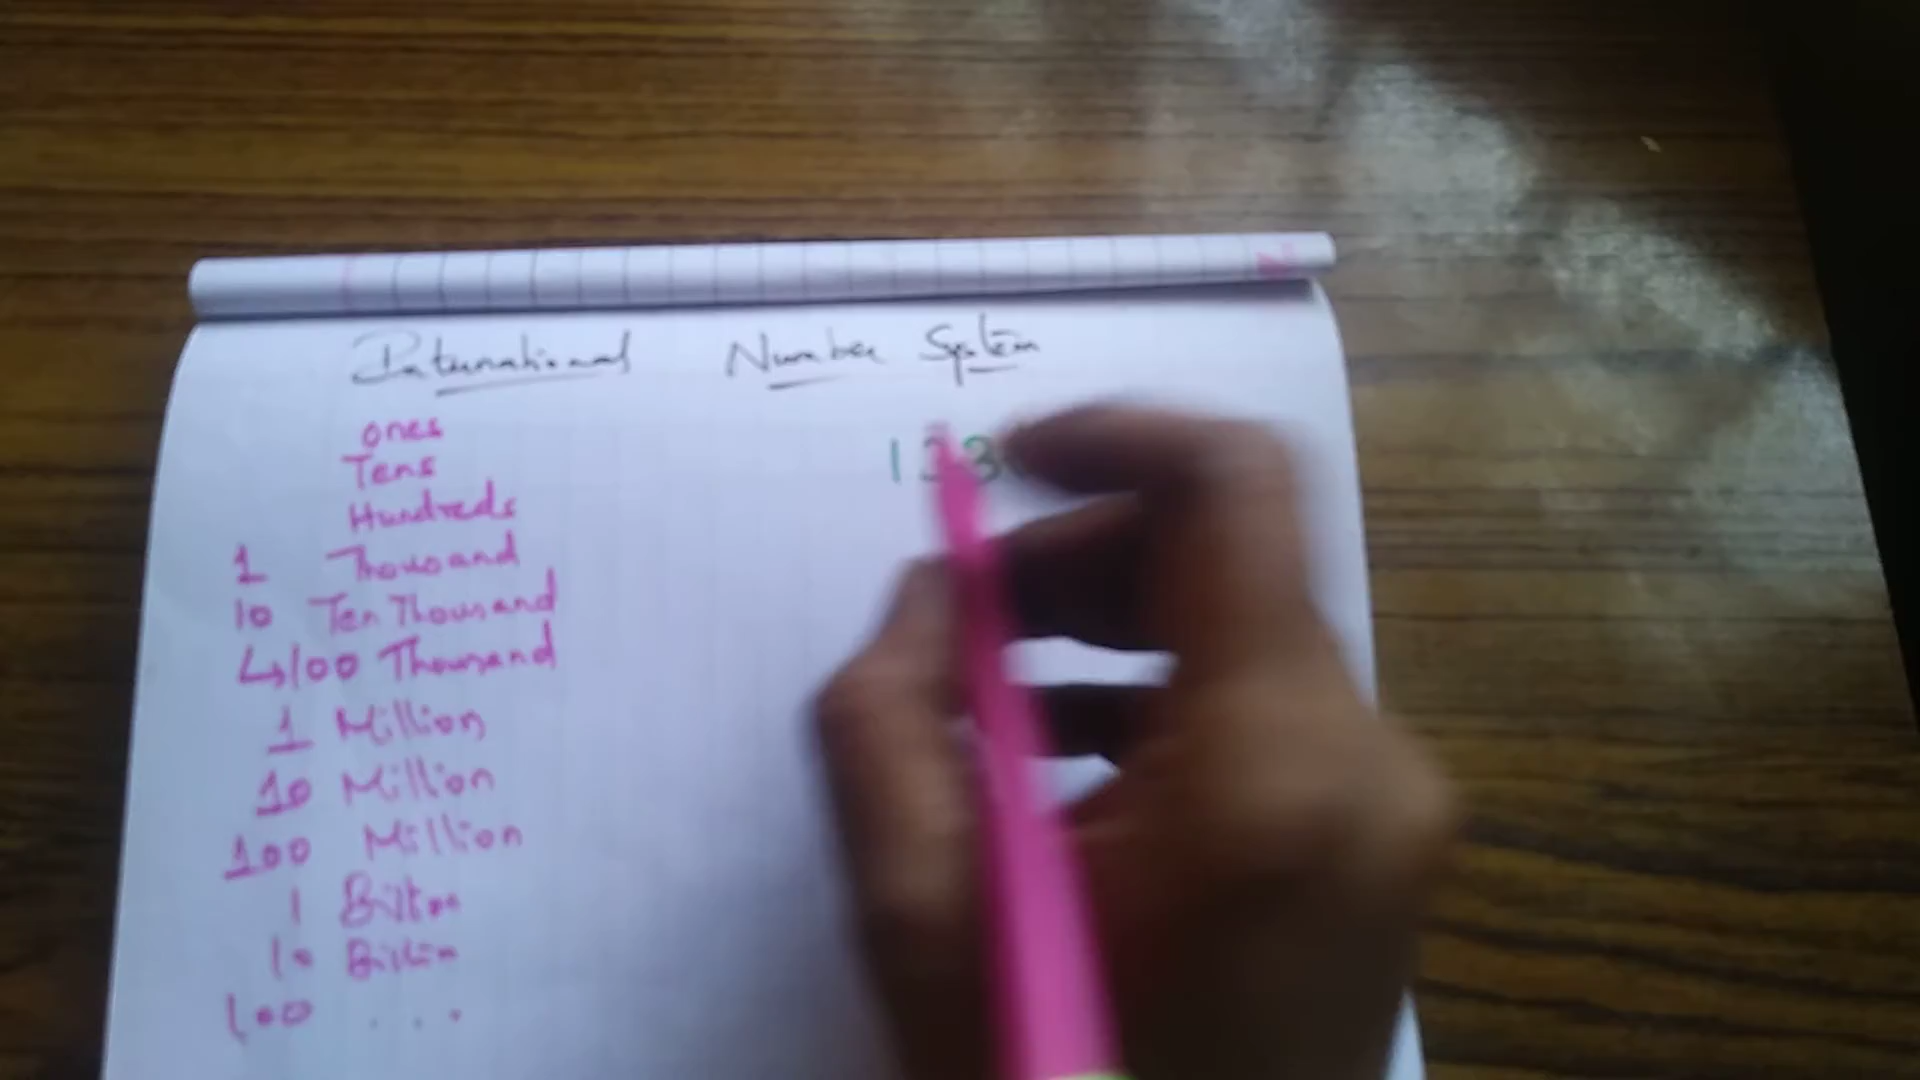 International Number System
ones
Tens
Hundreds
1 Thousand
10 Ten Thousand
↳100 Thousand
1 Million
10 Million
100 Million
1 Billion
10 Billion
100 ...